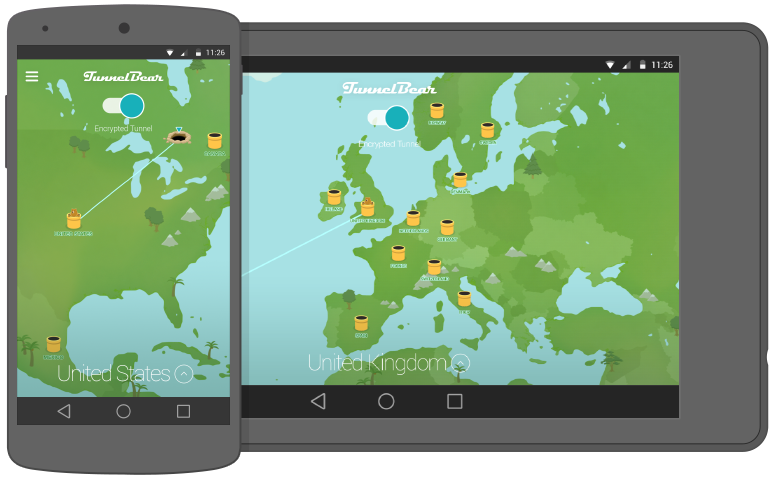 11:26
TunnelBear
Encrypted Tunnel
CANADA
UNITED STATES
MEXICO
United States
11:26
TunnelBear
Encrypted Tunnel
NORWAY
SWEDEN
DENMARK
IRELAND
UNITED KINGDOM
NETHERLANDS
GERMANY
FRANCE
SWITZERLAND
ITALY
SPAIN
United Kingdom